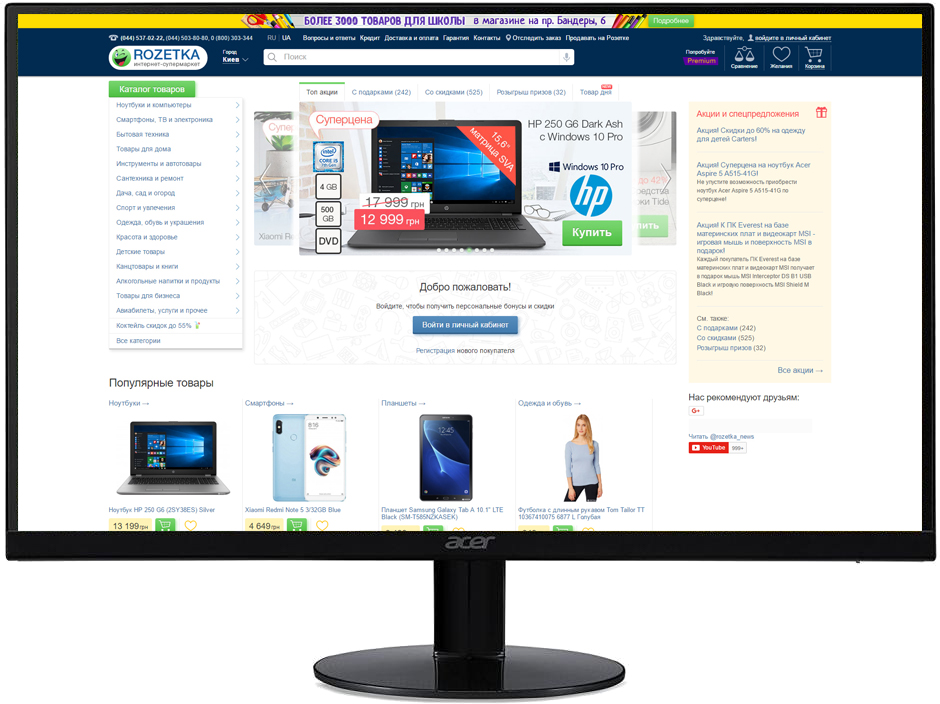 БОЛЕЕ 3000 ТОВАРОВ ДЛЯ ШКОЛЫ в магазине на пр. Бандеры, 6 Подробнее
(044) 537-02-22, (044) 503-80-80, 0 (800) 303-344 RU | UA Вопросы и ответы Кредит Доставка и оплата Гарантия Контакты Отследить заказ Продавать на Розетке Здравствуйте, войдите в личный кабинет
ROZETKA
интернет-супермаркет
Город
Киев
Поиск
Попробуйте
Premium
Сравнение Желания Корзина
Каталог товаров
Ноутбуки и компьютеры
Смартфоны, ТВ и электроника
Бытовая техника
Товары для дома
Инструменты и автотовары
Сантехника и ремонт
Дача, сад и огород
Спорт и увлечения
Одежда, обувь и украшения
Красота и здоровье
Детские товары
Канцтовары и книги
Алкогольные напитки и продукты
Товары для бизнеса
Авиабилеты, услуги и прочее
Коктейль скидок до 55%
Все категории
Топ акции С подарками (242) Со скидками (525) Розыгрыш призов (32) Товар дня
NEW
Суперцена
intel
CORE i5
4 GB
500
GB
DVD
15,6"
матрица SVA
17 999 грн
12 999 грн
HP 250 G6 Dark Ash
с Windows 10 Pro
Windows 10 Pro
hp
Купить
Xiaomi Re
до 42%
Tide
Добро пожаловать!
Войдите, чтобы получить персональные бонусы и скидки
Войти в личный кабинет
Регистрация нового покупателя
Акции и спецпредложения
Акция! Скидки до 60% на одежду
для детей Carters!
Акция! Суперцена на ноутбук Acer
Aspire 5 A515-41G!
Не упустите возможность приобрести
ноутбук Acer Aspire 5 A515-41G по
суперцене!
Акция! К ПК Everest на базе
материнских плат и видеокарт MSI -
игровая мышь и поверхность MSI в
подарок!
Каждый покупатель ПК Everest на базе
материнских плат и видеокарт MSI получает
в подарок мышь MSI Interceptor DS B1 USB
Black и игровую поверхность MSI Shield M
Black!
См. также:
С подарками (242)
Со скидками (525)
Розыгрыш призов (32)
Все акции →
Нас рекомендуют друзьям:
G+
Читать @rozetka_news
YouTube 999+
Популярные товары
Ноутбуки → Смартфоны → Планшеты → Одежда и обувь →
Ноутбук HP 250 G6 (2SY38ES) Silver
13 199 грн
Xiaomi Redmi Note 5 3/32GB Blue
4 649 грн
Планшет Samsung Galaxy Tab A 10.1" LTE
Black (SM-T585NZKASEK)
Футболка с длинным рукавом Tom Tailor TT
10367410075 6877 L Голубая
acer